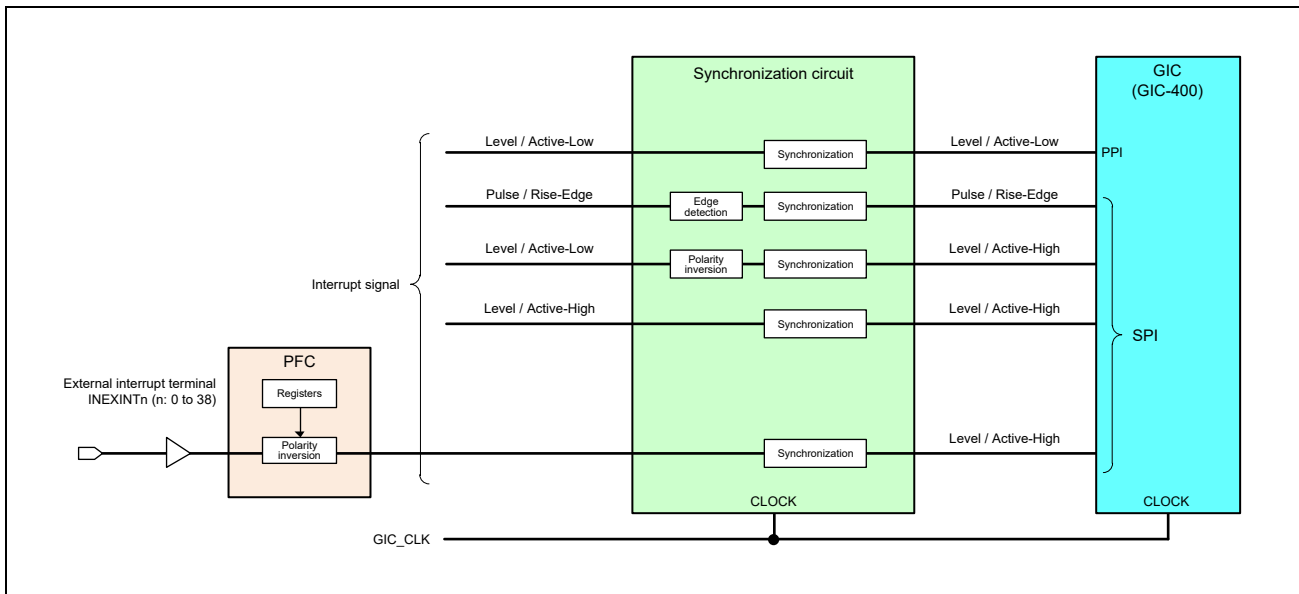 Synchronization circuit
GIC
(GIC-400)
Level / Active-Low
Synchronization
Level / Active-Low
PPI
Pulse / Rise-Edge
Edge
detection
Synchronization
Pulse / Rise-Edge
Level / Active-Low
Polarity
inversion
Synchronization
Level / Active-High
Interrupt signal
Level / Active-High
Synchronization
Level / Active-High
SPI
PFC
External interrupt terminal
INEXINTn (n: 0 to 38)
Registers
Polarity
inversion
Synchronization
Level / Active-High
CLOCK
CLOCK
GIC_CLK